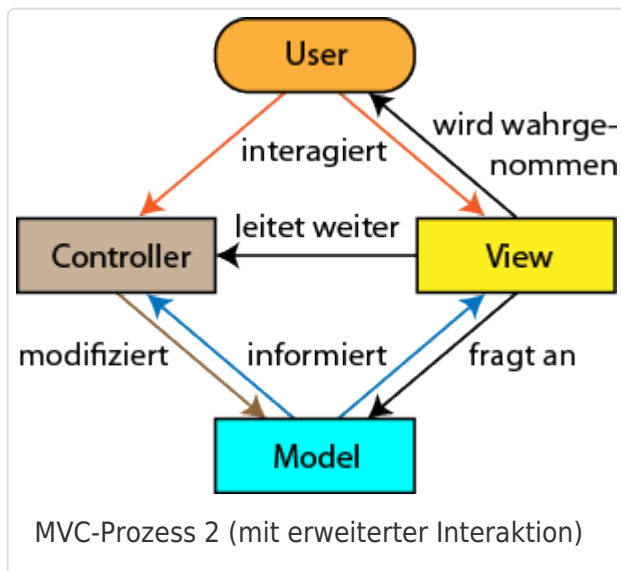 User
wird wahrge-
nommen
interagiert
leitet weiter
Controller
View
modifiziert
informiert
fragt an
Model
MVC-Prozess 2 (mit erweiterter Interaktion)